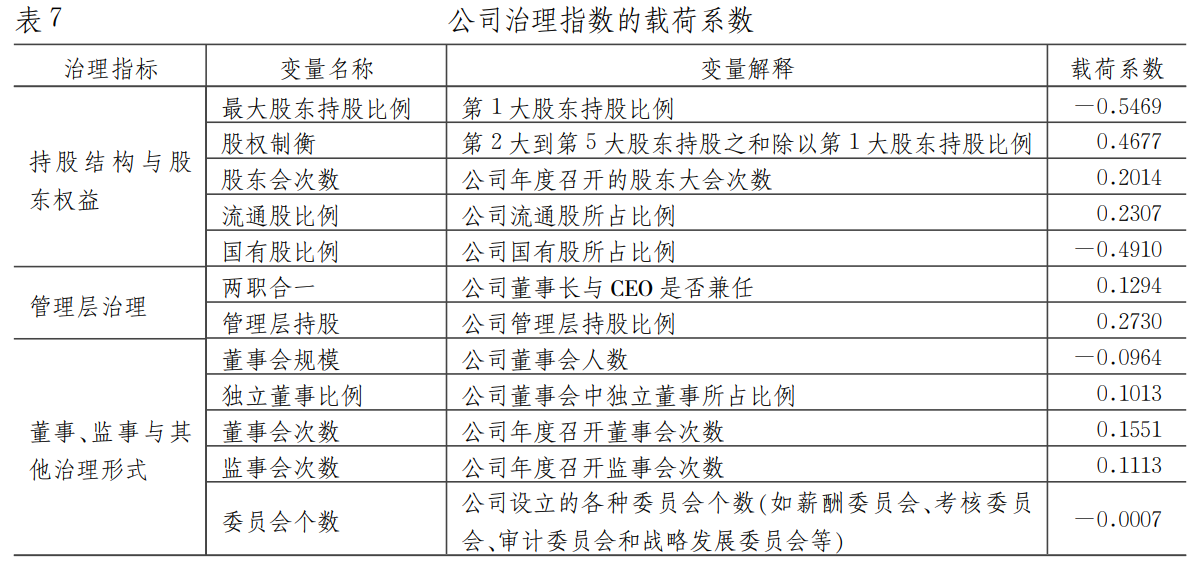 表7 公司治理指数的载荷系数
治理指标 变量名称 变量解释 载荷系数
持股结构与股
东权益
最大股东持股比例 第1大股东持股比例 －0.5469
股权制衡 第2大到第5大股东持股之和除以第1大股东持股比例 0.4677
股东会次数 公司年度召开的股东大会次数 0.2014
流通股比例 公司流通股所占比例 0.2307
国有股比例 公司国有股所占比例 －0.4910
管理层治理
两职合一 公司董事长与CEO是否兼任 0.1294
管理层持股 公司管理层持股比例 0.2730
董事、监事与其
他治理形式
董事会规模 公司董事会人数 －0.0964
独立董事比例 公司董事会中独立董事所占比例 0.1013
董事会次数 公司年度召开董事会次数 0.1551
监事会次数 公司年度召开监事会次数 0.1113
委员会个数 公司设立的各种委员会个数(如薪酬委员会、考核委员
会、审计委员会和战略发展委员会等) －0.0007